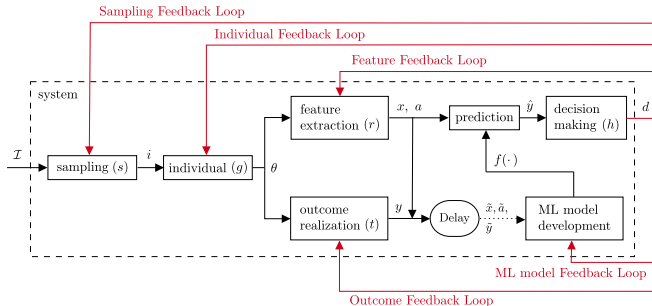 Sampling Feedback Loop
Individual Feedback Loop
Feature Feedback Loop
system
feature
extraction (r)
x, a
prediction
ŷ
decision
making (h)
d
𝓘
sampling (s)
i
individual (g)
θ
f(·)
outcome
realization (t)
y
Delay
x̃, ã,
ỹ
ML model
development
ML model Feedback Loop
Outcome Feedback Loop